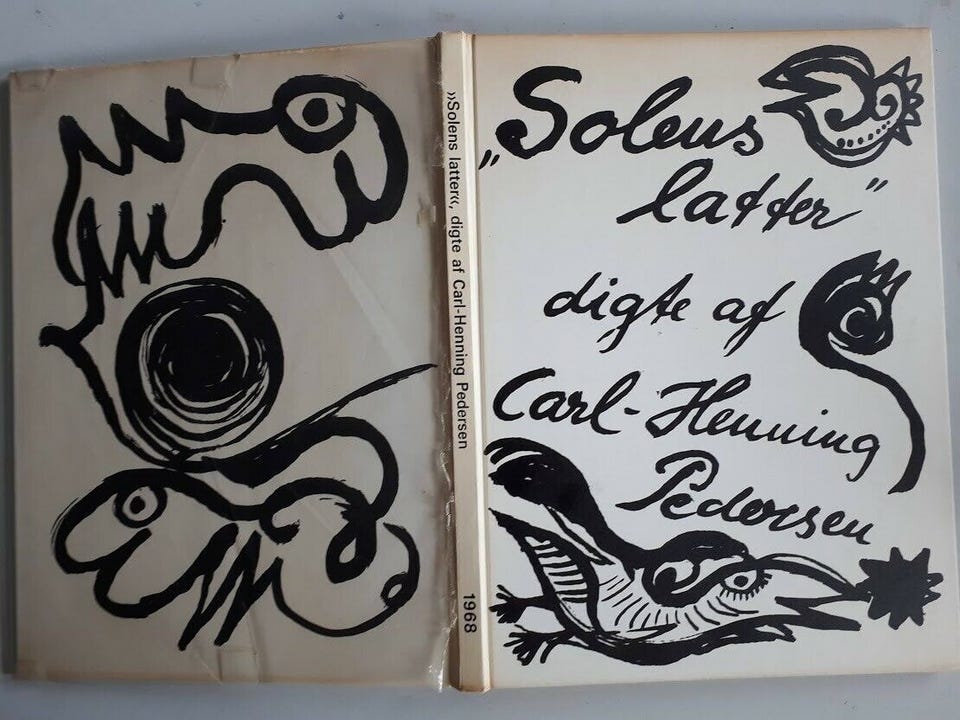 »Solens latter«, digte af Carl-Henning Pedersen
1968
„Solens
latter”
digte af
Carl-Henning
Pedersen